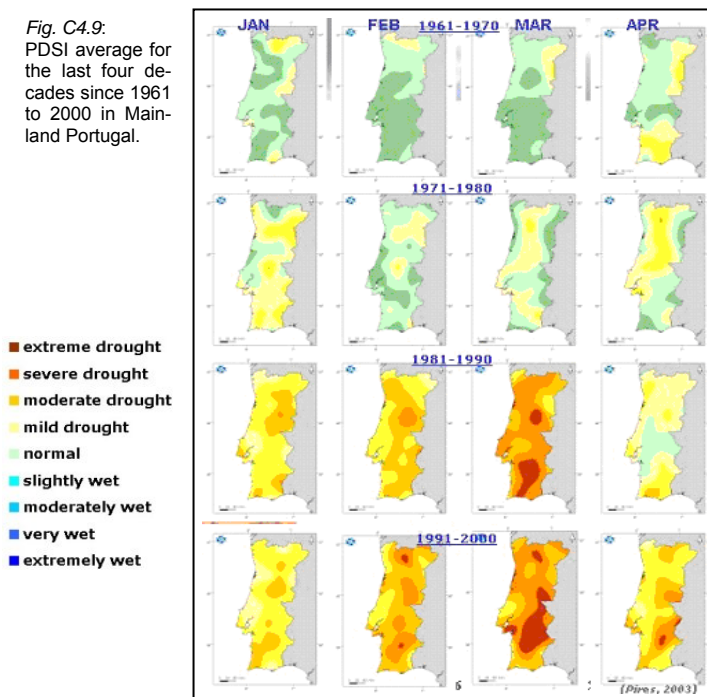 Fig. C4.9:
PDSI average for
the last four de-
cades since 1961
to 2000 in Main-
land Portugal.
JAN FEB MAR APR
1961-1970
1971-1980
1981-1990
1991-2000
extreme drought
severe drought
moderate drought
mild drought
normal
slightly wet
moderately wet
very wet
extremely wet
(Pires, 2003)